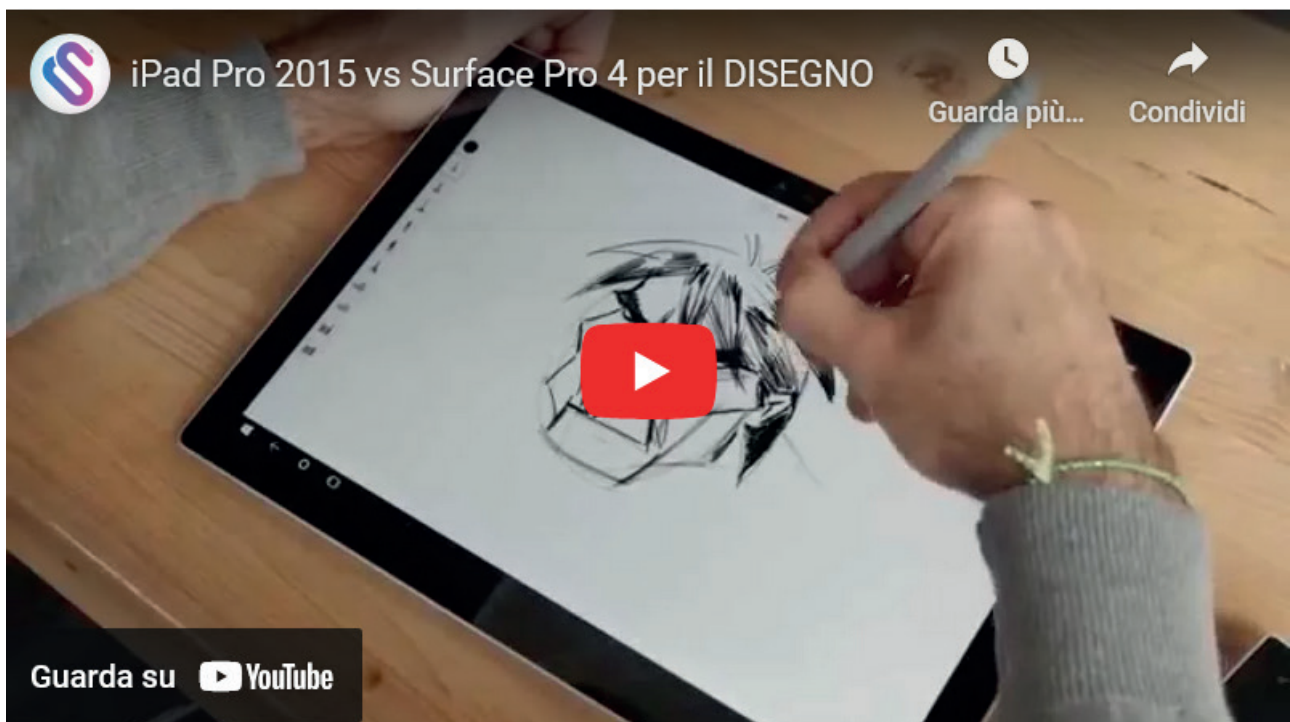 iPad Pro 2015 vs Surface Pro 4 per il DISEGNO
Guarda più...
Condividi
Guarda su YouTube